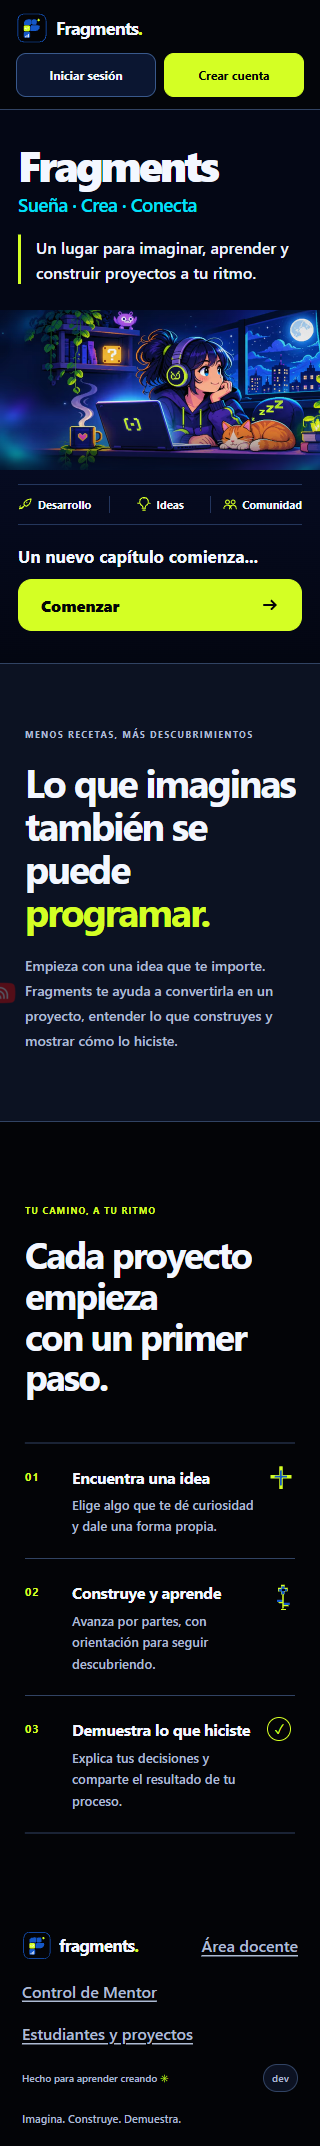 Fragments.
Iniciar sesión
Crear cuenta
Fragments
Sueña · Crea · Conecta
Un lugar para imaginar, aprender y
construir proyectos a tu ritmo.
?
zzz
{·}
Desarrollo
Ideas
Comunidad
Un nuevo capítulo comienza...
Comenzar →
MENOS RECETAS, MÁS DESCUBRIMIENTOS
Lo que imaginas
también se
puede
programar.
Empieza con una idea que te importe.
Fragments te ayuda a convertirla en un
proyecto, entender lo que construyes y
mostrar cómo lo hiciste.
TU CAMINO, A TU RITMO
Cada proyecto
empieza
con un primer
paso.
01
Encuentra una idea
Elige algo que te dé curiosidad
y dale una forma propia.
02
Construye y aprende
Avanza por partes, con
orientación para seguir
descubriendo.
03
Demuestra lo que hiciste
Explica tus decisiones y
comparte el resultado de tu
proceso.
fragments.
Área docente
Control de Mentor
Estudiantes y proyectos
Hecho para aprender creando ✳
dev
Imagina. Construye. Demuestra.